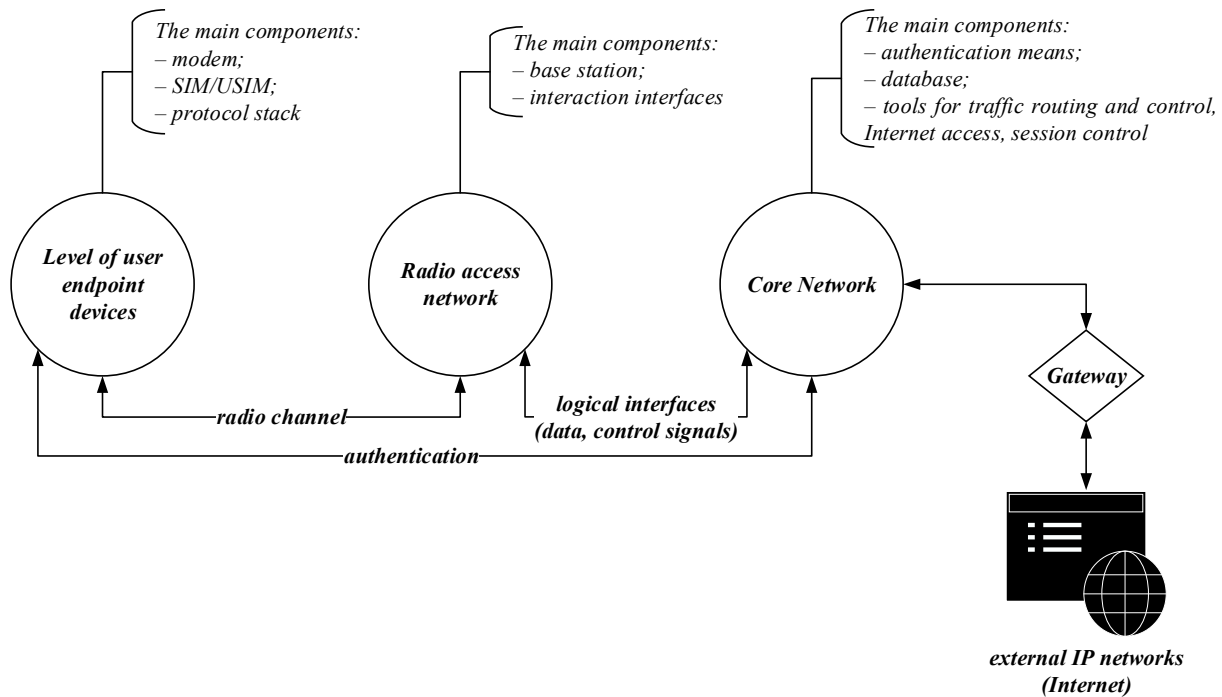 The main components:
– modem;
– SIM/USIM;
– protocol stack
The main components:
– base station;
– interaction interfaces
The main components:
– authentication means;
– database;
– tools for traffic routing and control,
Internet access, session control
Level of user
endpoint
devices
Radio access
network
Core Network
Gateway
radio channel
logical interfaces
(data, control signals)
authentication
external IP networks
(Internet)